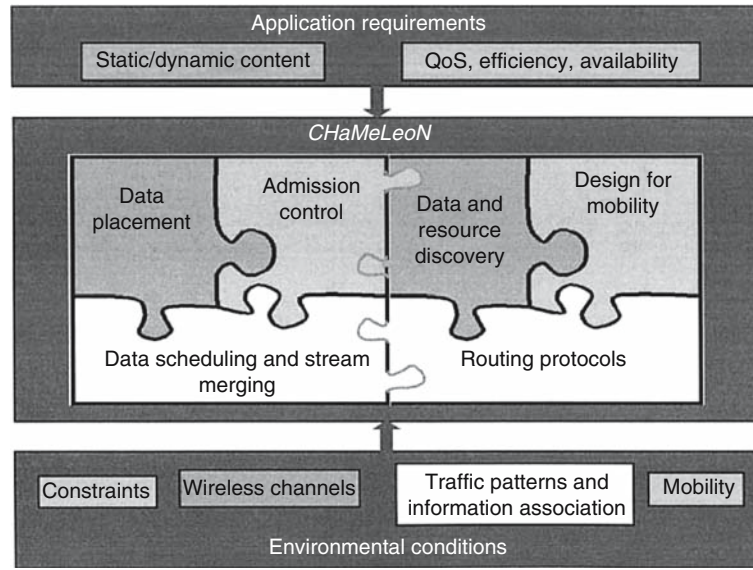 Application requirements
Static/dynamic content
QoS, efficiency, availability
CHaMeLeoN
Data
placement
Admission
control
Data and
resource
discovery
Design for
mobility
Data scheduling and stream
merging
Routing protocols
Constraints
Wireless channels
Traffic patterns and
information association
Mobility
Environmental conditions